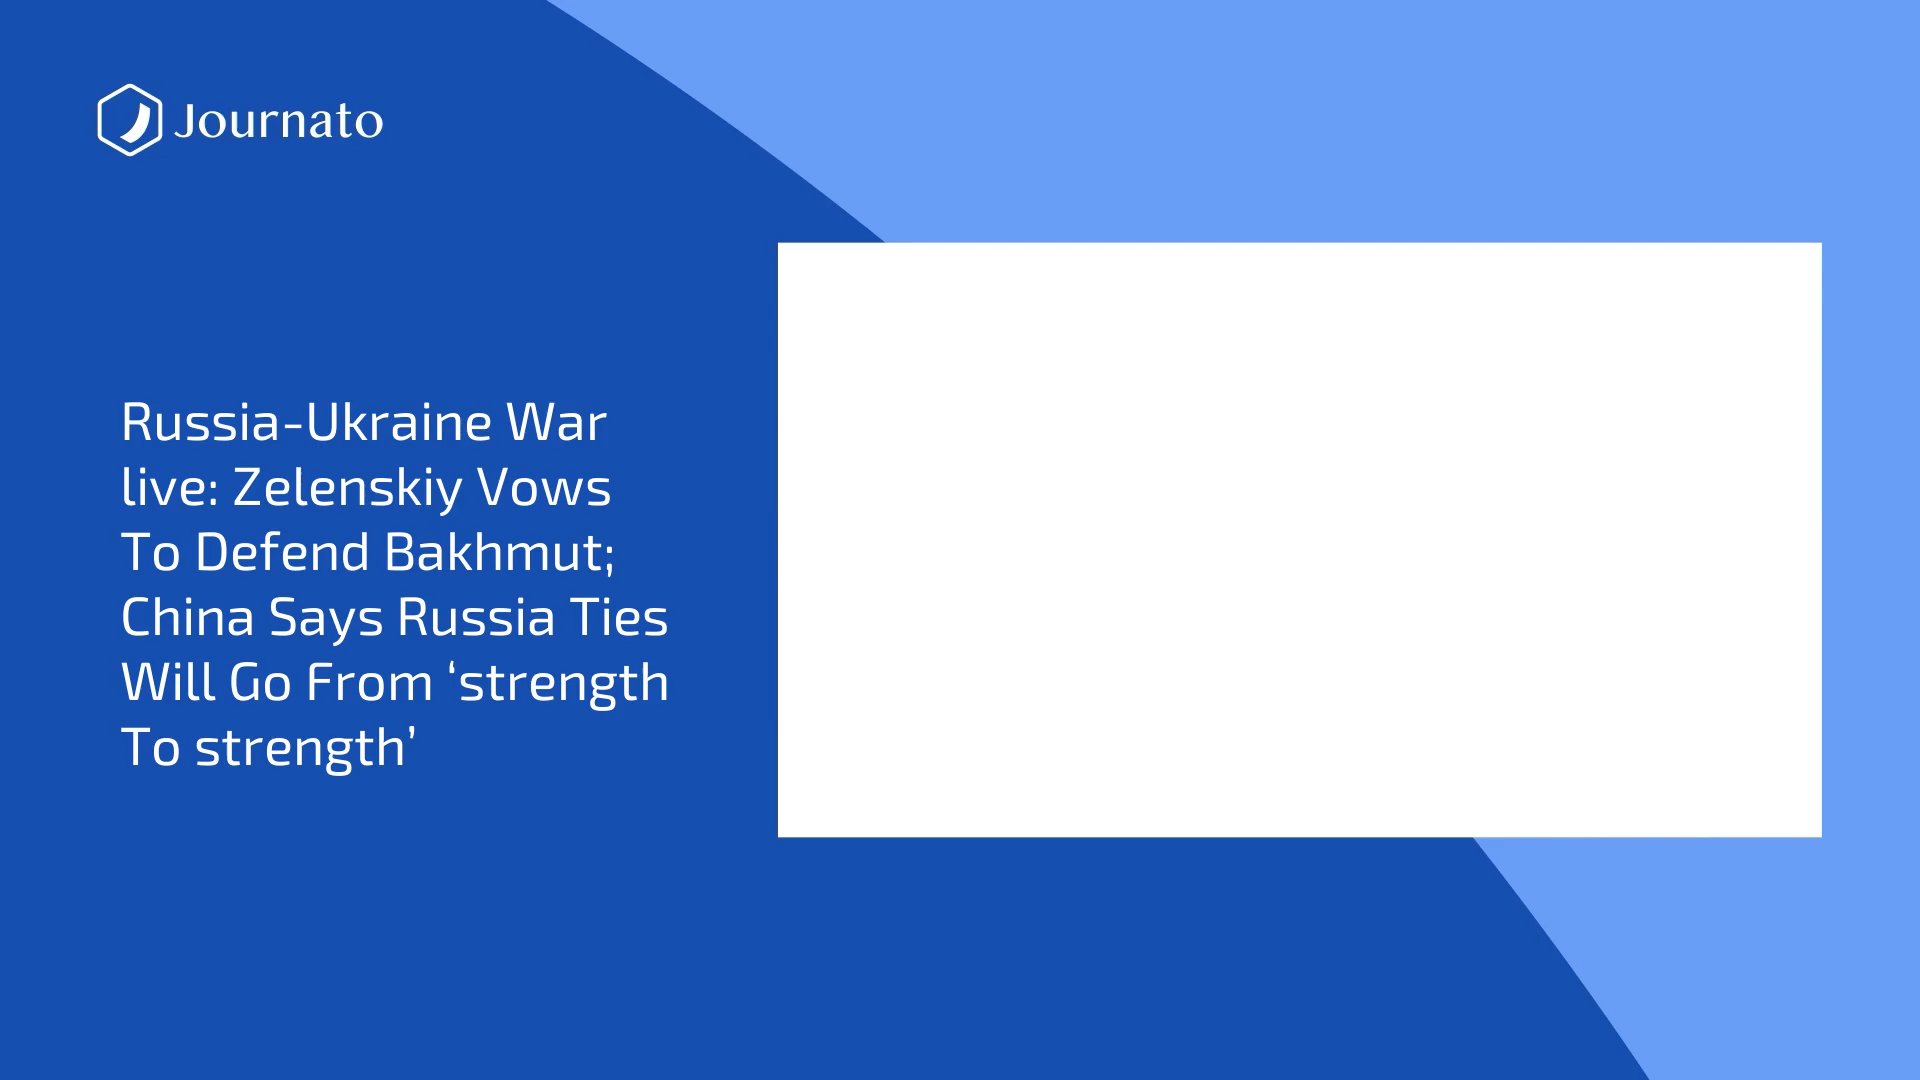 Journato
Russia-Ukraine War
live: Zelenskiy Vows
To Defend Bakhmut;
China Says Russia Ties
Will Go From ‘strength
To strength’